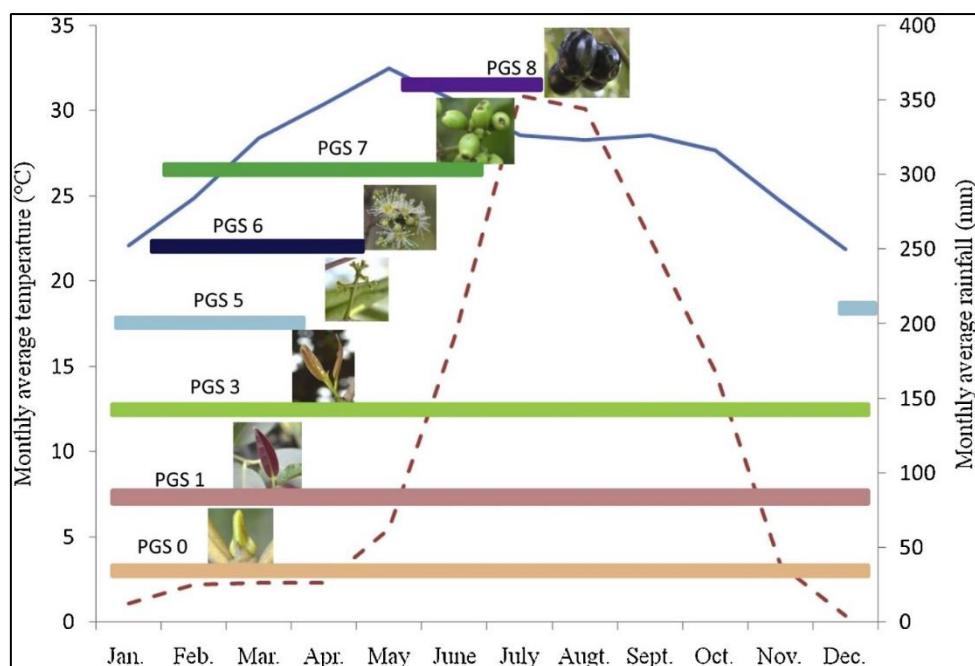 35
30
25
20
15
10
5
0
Monthly average temperature (°C)
400
350
300
250
200
150
100
50
0
Monthly average rainfall (mm)
PGS 8
PGS 7
PGS 6
PGS 5
PGS 3
PGS 1
PGS 0
Jan. Feb. Mar. Apr. May June July Augt. Sept. Oct. Nov. Dec.